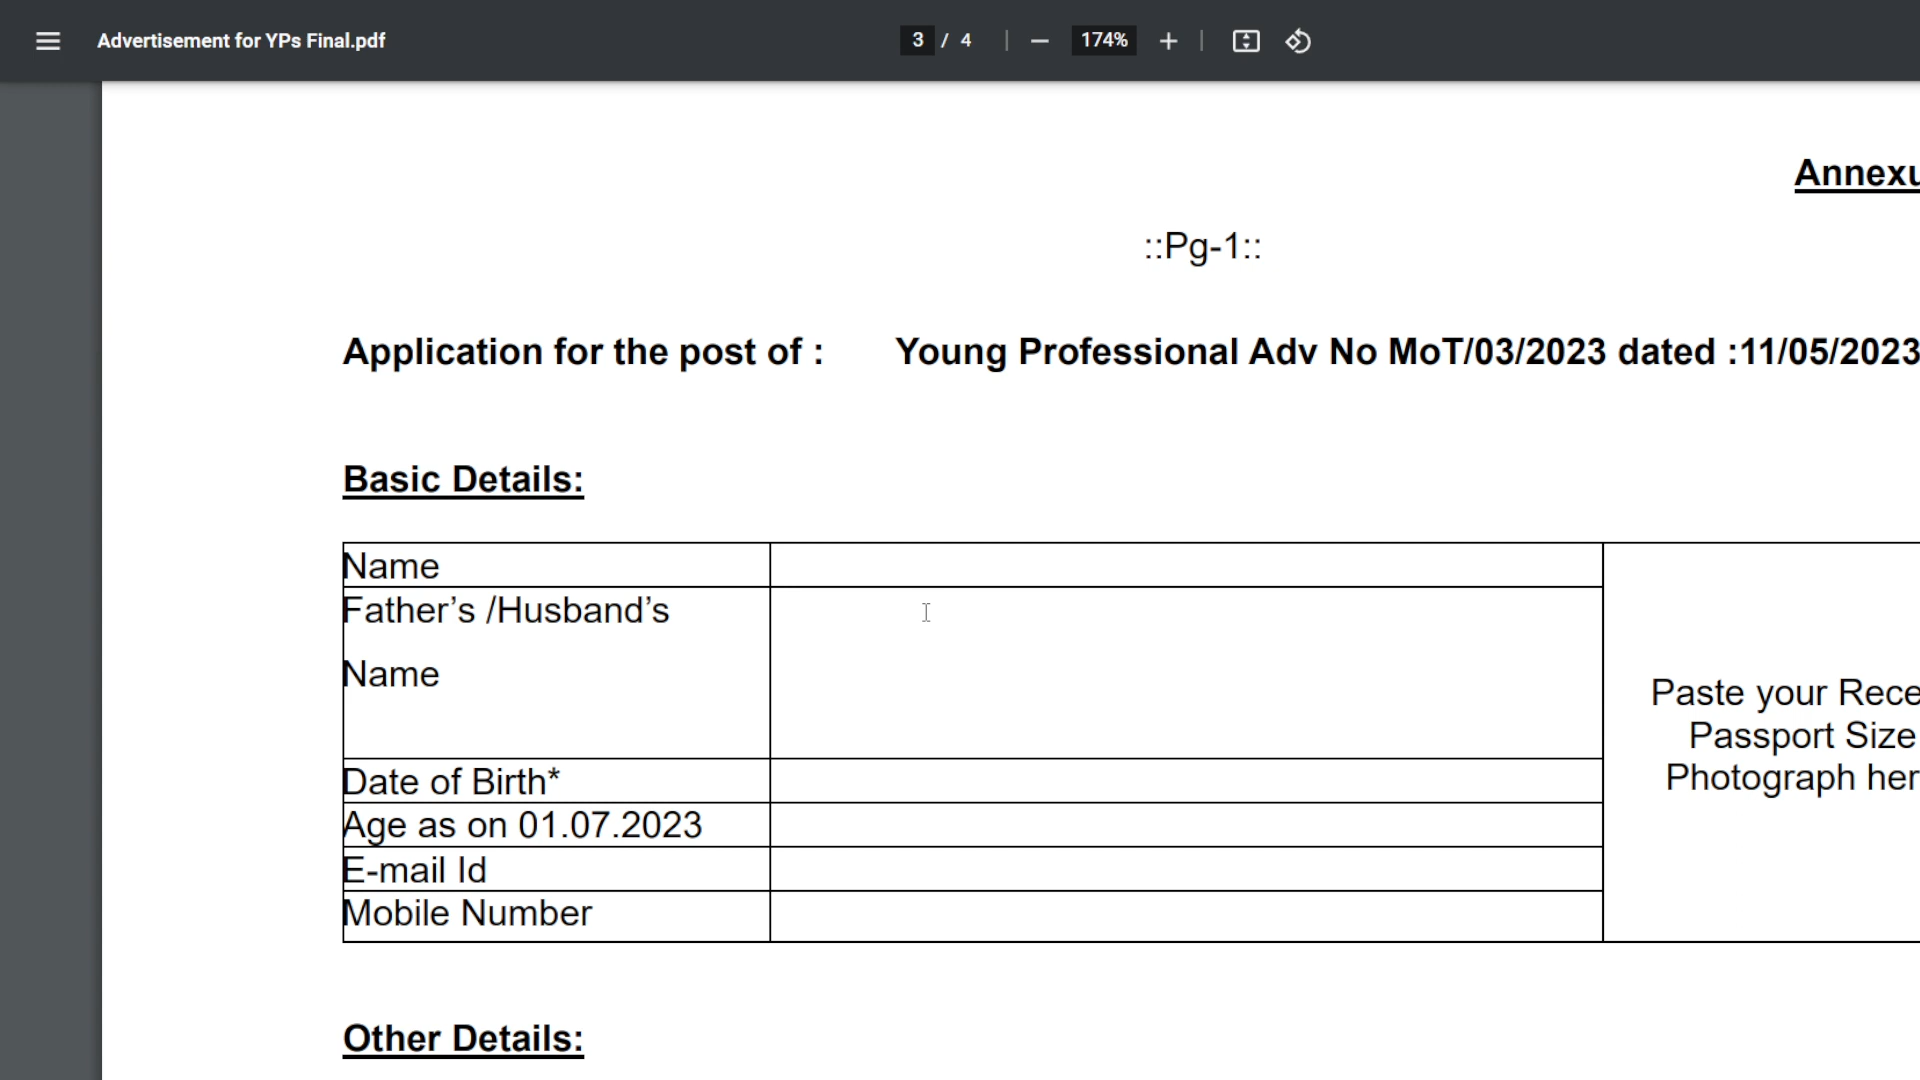 Advertisement for YPs Final.pdf
3 / 4
174%
Annexu
::Pg-1::
Application for the post of : Young Professional Adv No MoT/03/2023 dated :11/05/2023
Basic Details:
Name
Father’s /Husband’s
Name
Date of Birth*
Age as on 01.07.2023
E-mail Id
Mobile Number
Paste your Rece
Passport Size
Photograph her
Other Details: